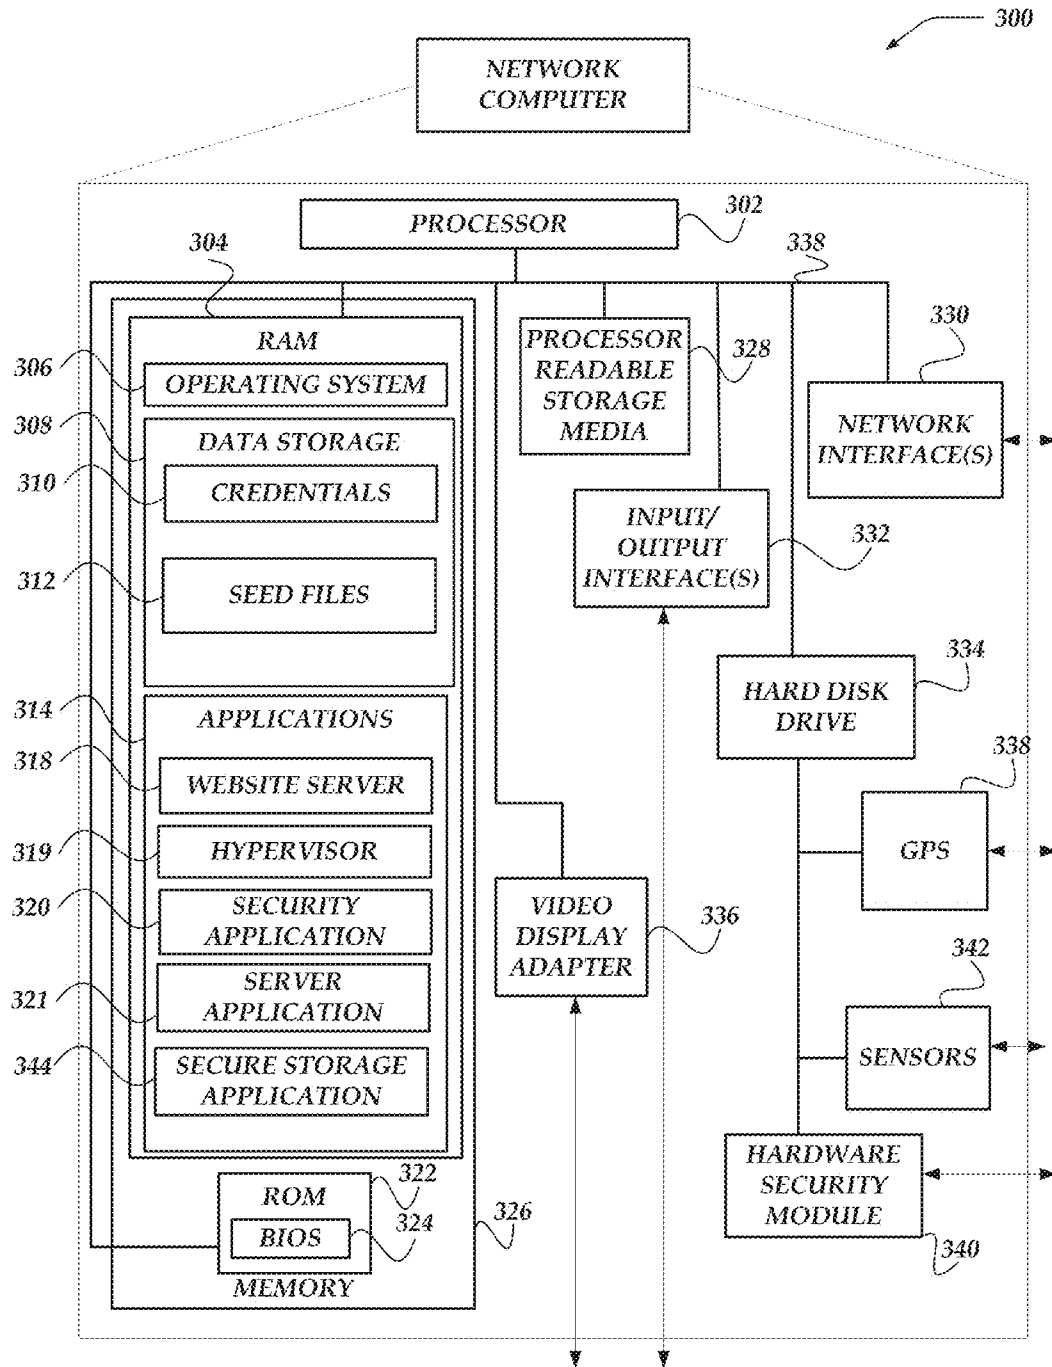 300
NETWORK
COMPUTER
PROCESSOR
302
304
338
RAM
306
OPERATING SYSTEM
308
DATA STORAGE
310
CREDENTIALS
312
SEED FILES
314
APPLICATIONS
318
WEBSITE SERVER
319
HYPERVISOR
320
SECURITY
APPLICATION
321
SERVER
APPLICATION
344
SECURE STORAGE
APPLICATION
ROM
322
BIOS
324
MEMORY
326
PROCESSOR
READABLE
STORAGE
MEDIA
328
330
NETWORK
INTERFACE(S)
INPUT/
OUTPUT
INTERFACE(S)
332
334
HARD DISK
DRIVE
338
GPS
VIDEO
DISPLAY
ADAPTER
336
342
SENSORS
HARDWARE
SECURITY
MODULE
340